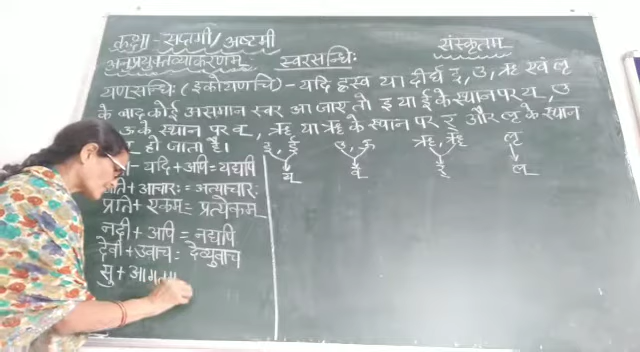 कक्षा - सप्तमी/अष्टमी
संस्कृतम्
अनुप्रयुक्तव्याकरणम्
स्वरसन्धिः
यणसन्धिः (इकोयणचि) - यदि ह्रस्व या दीर्घ इ, उ, ऋ एवं लृ
के बाद कोई असमान स्वर आ जाए तो इ या ई के स्थान पर य्, उ
ऊ के स्थान पर व्, ऋ या ॠ के स्थान पर र् और लृ के स्थान
हो जाता है।
इ, ई उ, ऊ ऋ, ॠ लृ
य् व् र् ल्
- यदि + अपि = यद्यपि
अति + आचारः = अत्याचारः
प्रति + एकम् = प्रत्येकम्
नदी + अपि = नद्यपि
देवी + उवाच = देव्युवाच
सु + आगतम